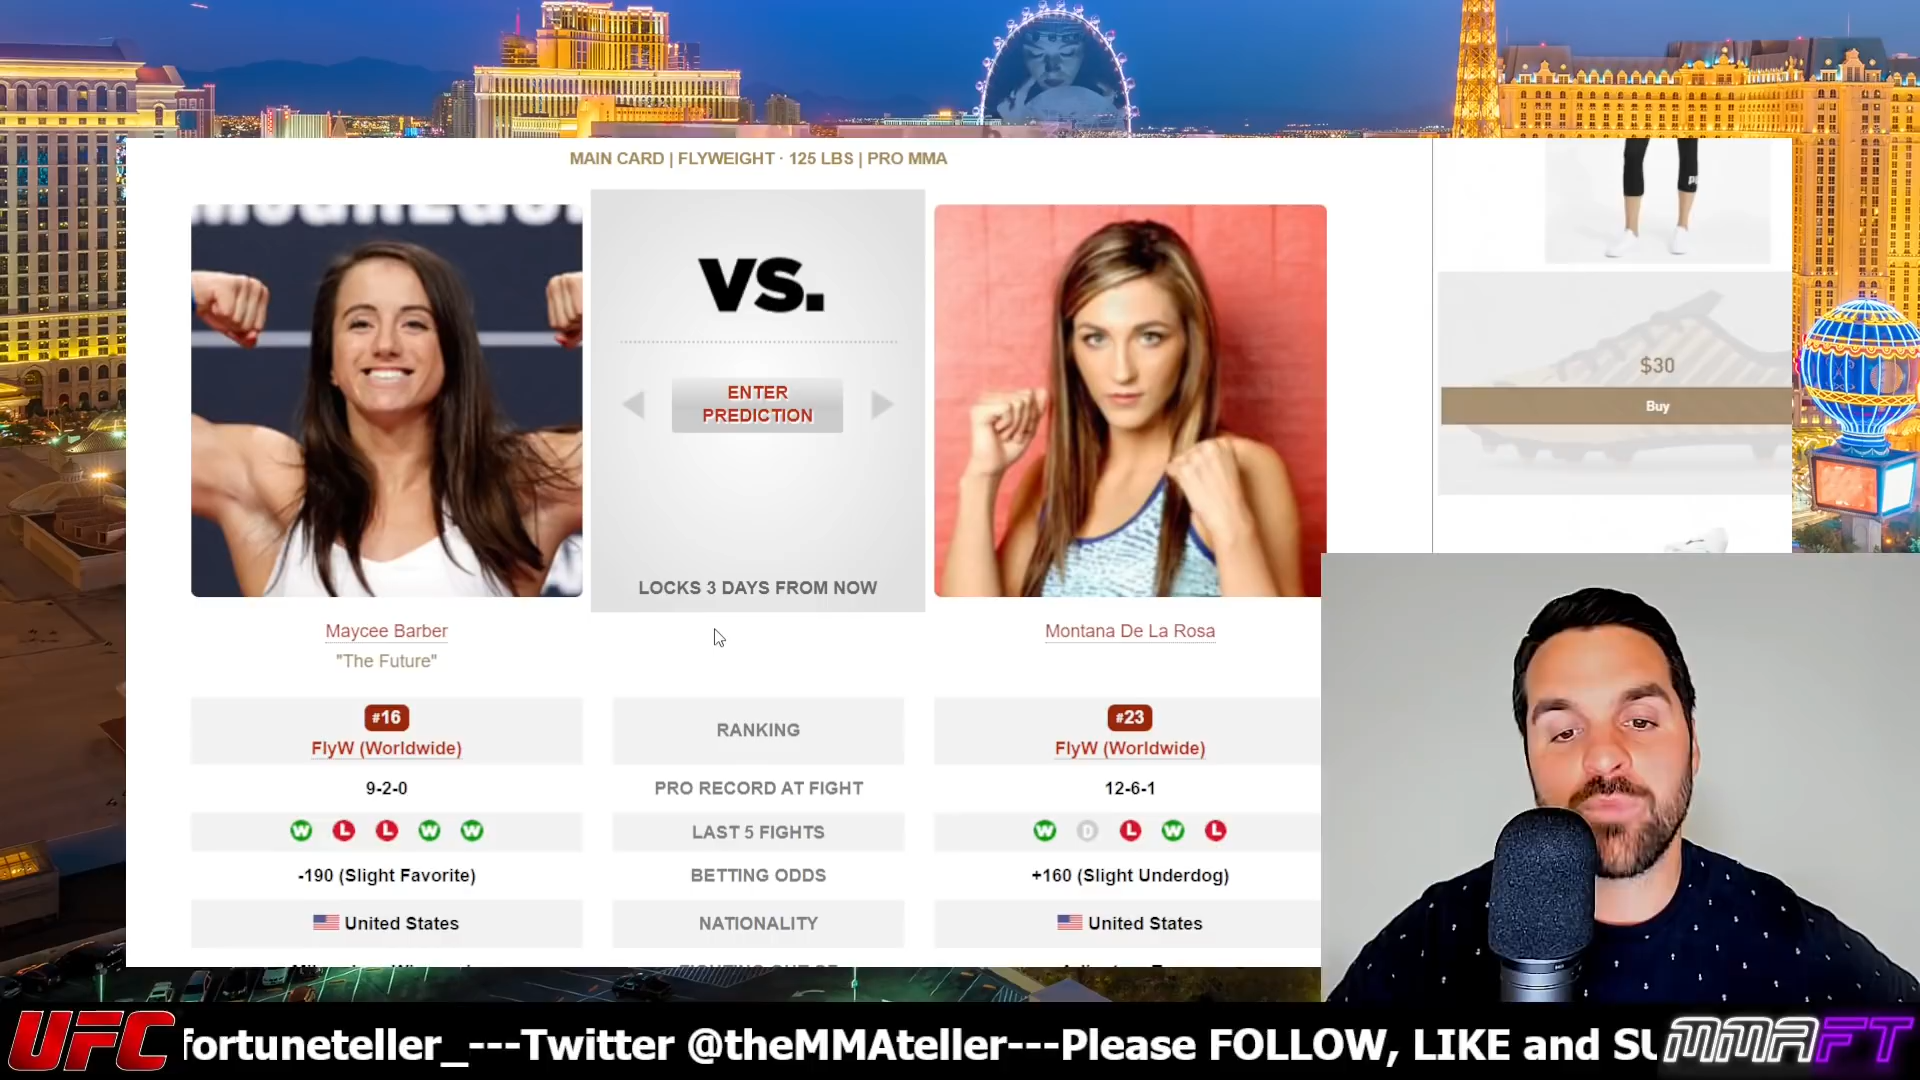 MAIN CARD | FLYWEIGHT · 125 LBS | PRO MMA
VS.
ENTER
PREDICTION
LOCKS 3 DAYS FROM NOW
$30
Buy
Maycee Barber
Montana De La Rosa
"The Future"
#16
RANKING
#23
FlyW (Worldwide)
FlyW (Worldwide)
9-2-0
PRO RECORD AT FIGHT
12-6-1
W L L W W
LAST 5 FIGHTS
W D L W L
-190 (Slight Favorite)
BETTING ODDS
+160 (Slight Underdog)
United States
NATIONALITY
United States
UFC
fortuneteller_---Twitter @theMMAteller---Please FOLLOW, LIKE and SU
MMAFT